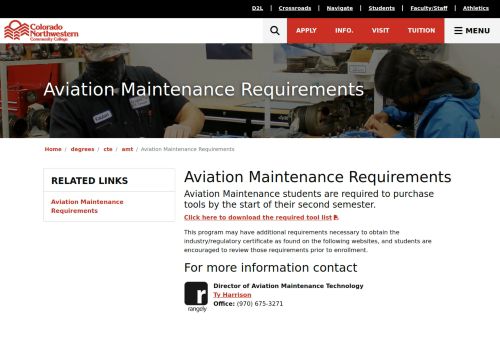 D2L | Crossroads | Navigate | Students | Faculty/Staff | Athletics
Colorado
Northwestern
Community College
APPLY INFO. VISIT TUITION MENU
Aviation Maintenance Requirements
Home / degrees / cte / amt / Aviation Maintenance Requirements
RELATED LINKS
Aviation Maintenance
Requirements
Aviation Maintenance Requirements
Aviation Maintenance students are required to purchase
tools by the start of their second semester.
Click here to download the required tool list
This program may have additional requirements necessary to obtain the
industry/regulatory certificate as found on the following websites, and students are
encouraged to review those requirements prior to enrollment.
For more information contact
Director of Aviation Maintenance Technology
Ty Harrison
Office: (970) 675-3271
rangely